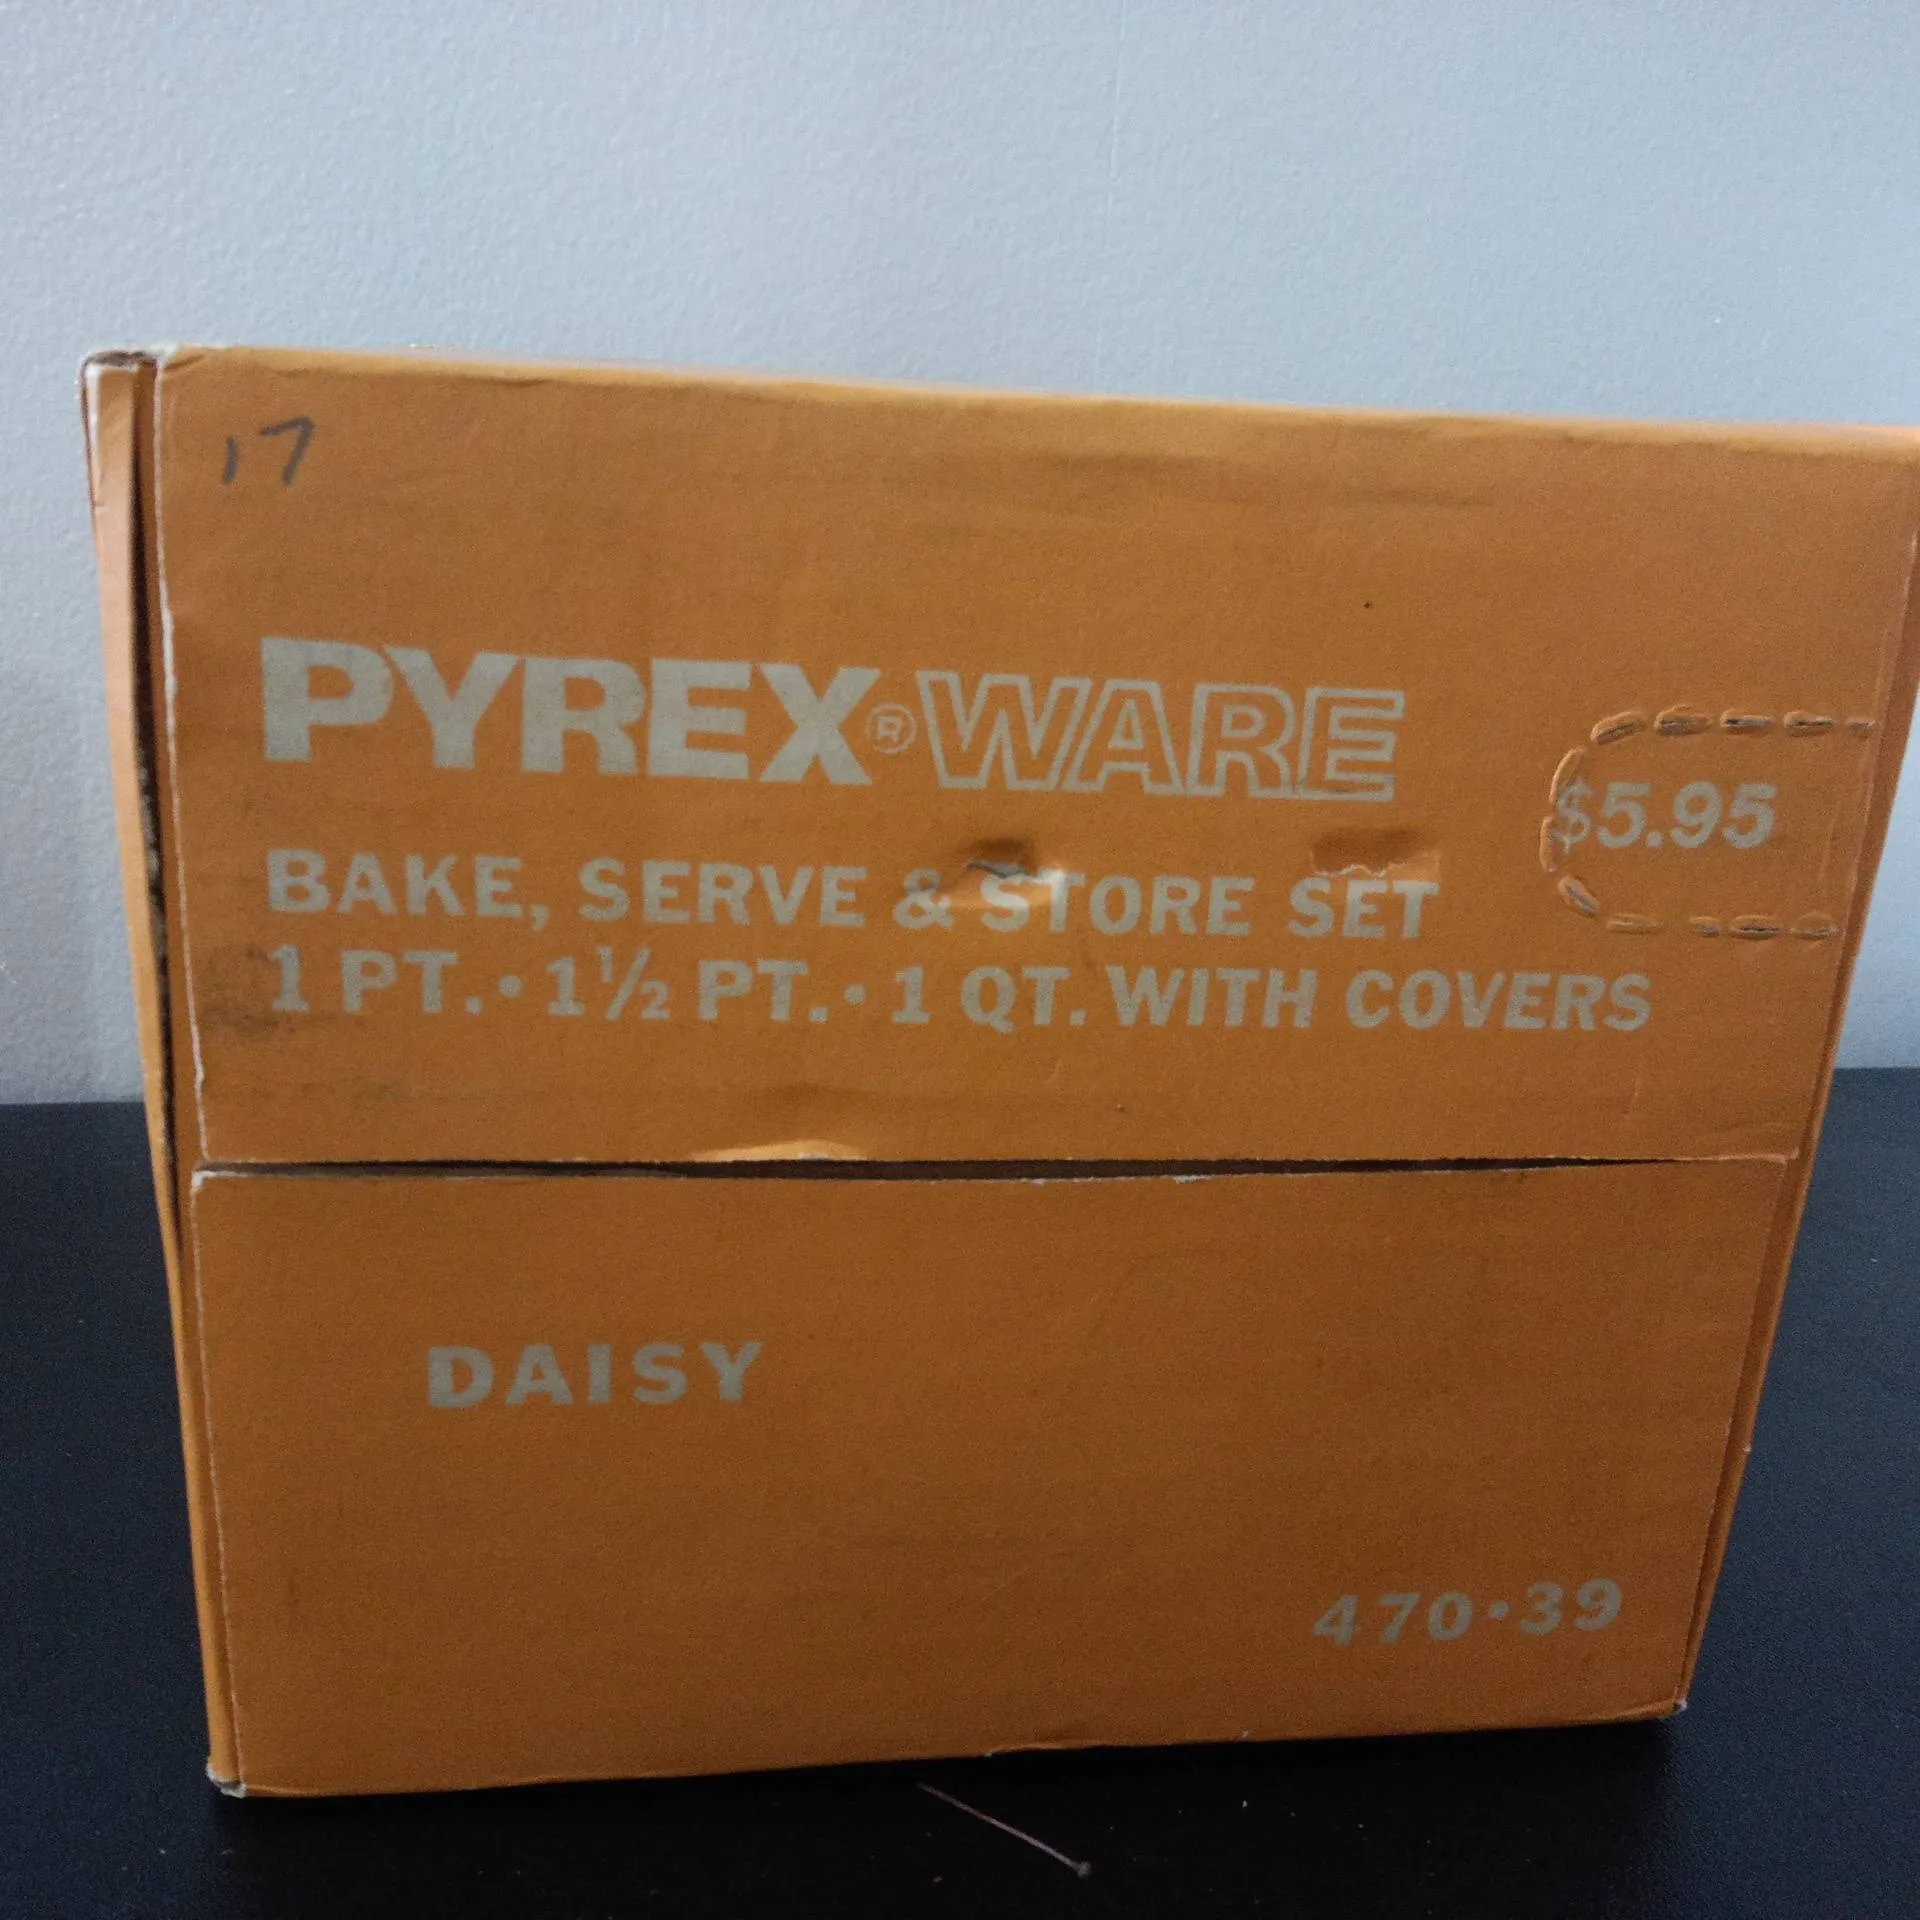 17
PYREX®WARE
$5.95
BAKE, SERVE & STORE SET
1 PT. • 1½ PT. • 1 QT. WITH COVERS
DAISY
470•39